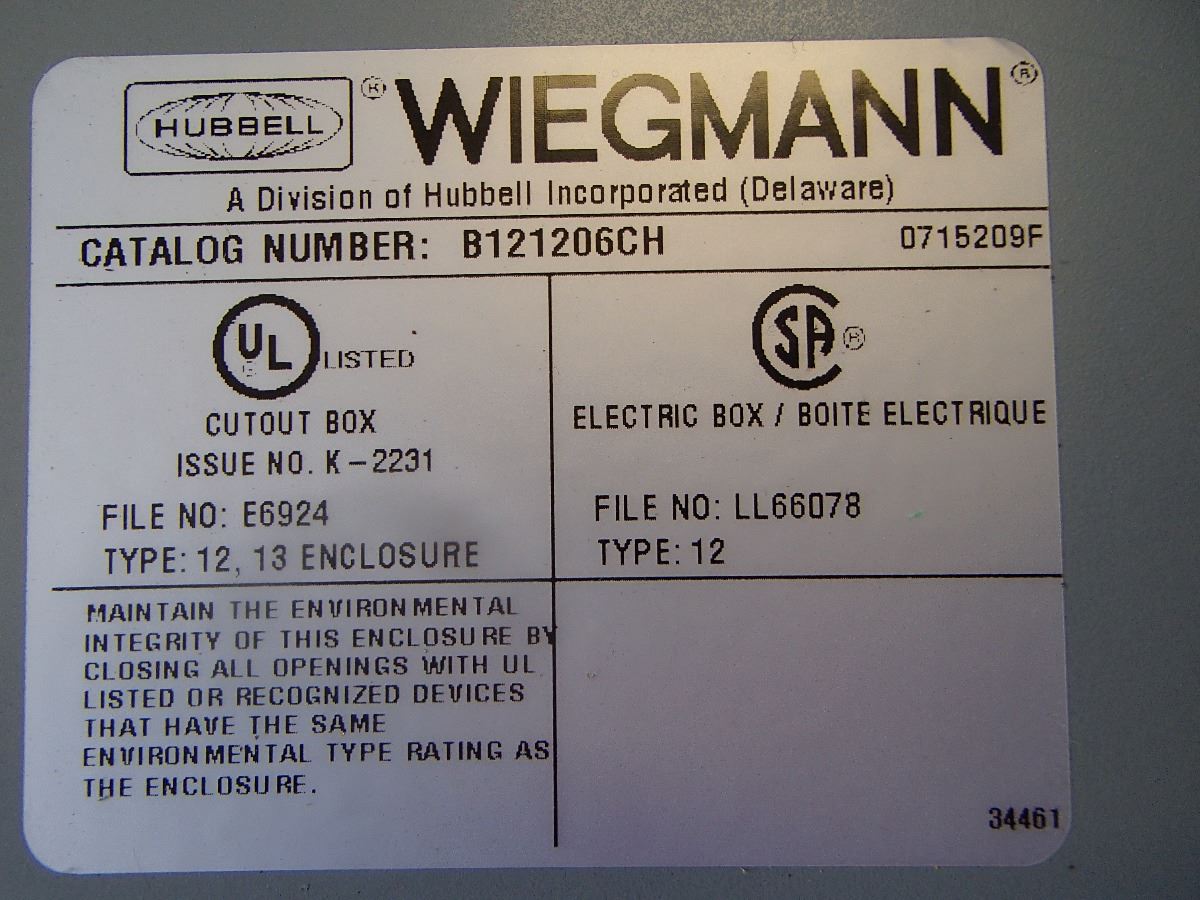 HUBBELL ® WIEGMANN ®
A Division of Hubbell Incorporated (Delaware)
CATALOG NUMBER: B121206CH 0715209F
UL ® LISTED
CUTOUT BOX
ISSUE NO. K-2231
FILE NO: E6924
TYPE: 12, 13 ENCLOSURE
SA ®
ELECTRIC BOX / BOITE ELECTRIQUE
FILE NO: LL66078
TYPE: 12
MAINTAIN THE ENVIRONMENTAL
INTEGRITY OF THIS ENCLOSURE BY
CLOSING ALL OPENINGS WITH UL
LISTED OR RECOGNIZED DEVICES
THAT HAVE THE SAME
ENVIRONMENTAL TYPE RATING AS
THE ENCLOSURE.
34461